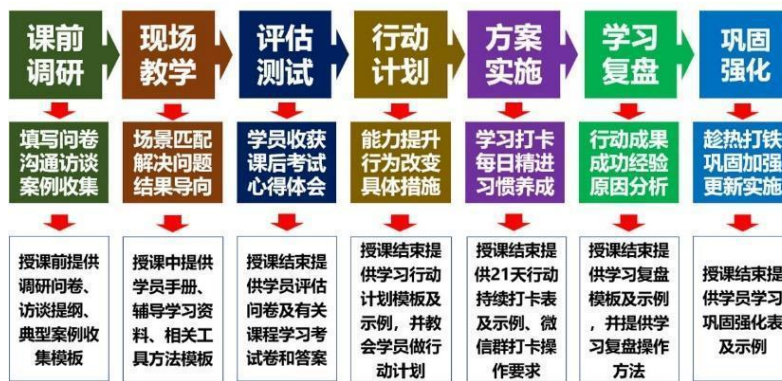 课前
调研
现场
教学
评估
测试
行动
计划
方案
实施
学习
复盘
巩固
强化
填写问卷
沟通访谈
案例收集
场景匹配
解决问题
结果导向
学员收获
课后考试
心得体会
能力提升
行为改变
具体措施
学习打卡
每日精进
习惯养成
行动成果
成功经验
原因分析
趁热打铁
巩固加强
更新实施
授课前提供
调研问卷、
访谈提纲、
典型案例收
集模板
授课中提供
学员手册、
辅导学习资
料、相关工
具方法模板
授课结束提
供学员评估
问卷及有关
课程学习考
试卷和答案
授课结束提
供学习行动
计划模板及
示例，并教
会学员做行
动计划
授课结束提
供21天行动
持续打卡表
及示例、微
信群打卡操
作要求
授课结束提
供学习复盘
模板及示例
，并提供学
习复盘操作
方法
授课结束提
供学员学习
巩固强化表
及示例